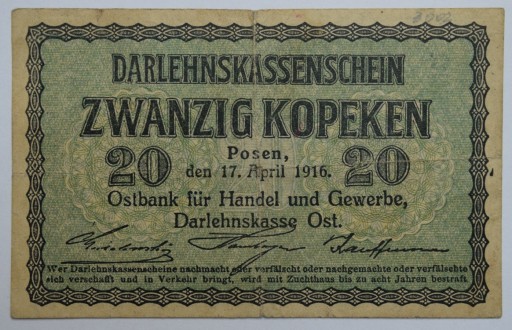 DARLEHNSKASSENSCHEIN
ZWANZIG KOPEKEN
20 Posen, 20
den 17. April 1916.
Ostbank für Handel und Gewerbe,
Darlehnskasse Ost.
Kauffmann
Wer Darlehnskassenscheine nachmacht oder verfälscht oder nachgemachte oder verfälschte
sich verschafft und in Verkehr bringt, wird mit Zuchthaus bis zu acht Jahren bestraft